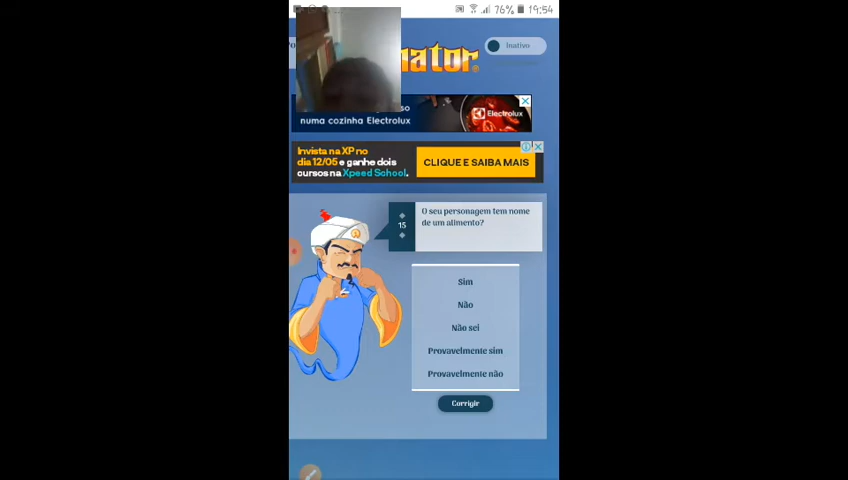 76% 19:54
Inativo
nator
numa cozinha Electrolux
Electrolux
Invista na XP no
dia 12/05 e ganhe dois
cursos na Xpeed School.
CLIQUE E SAIBA MAIS
15
O seu personagem tem nome
de um alimento?
Sim
Não
Não sei
Provavelmente sim
Provavelmente não
Corrigir